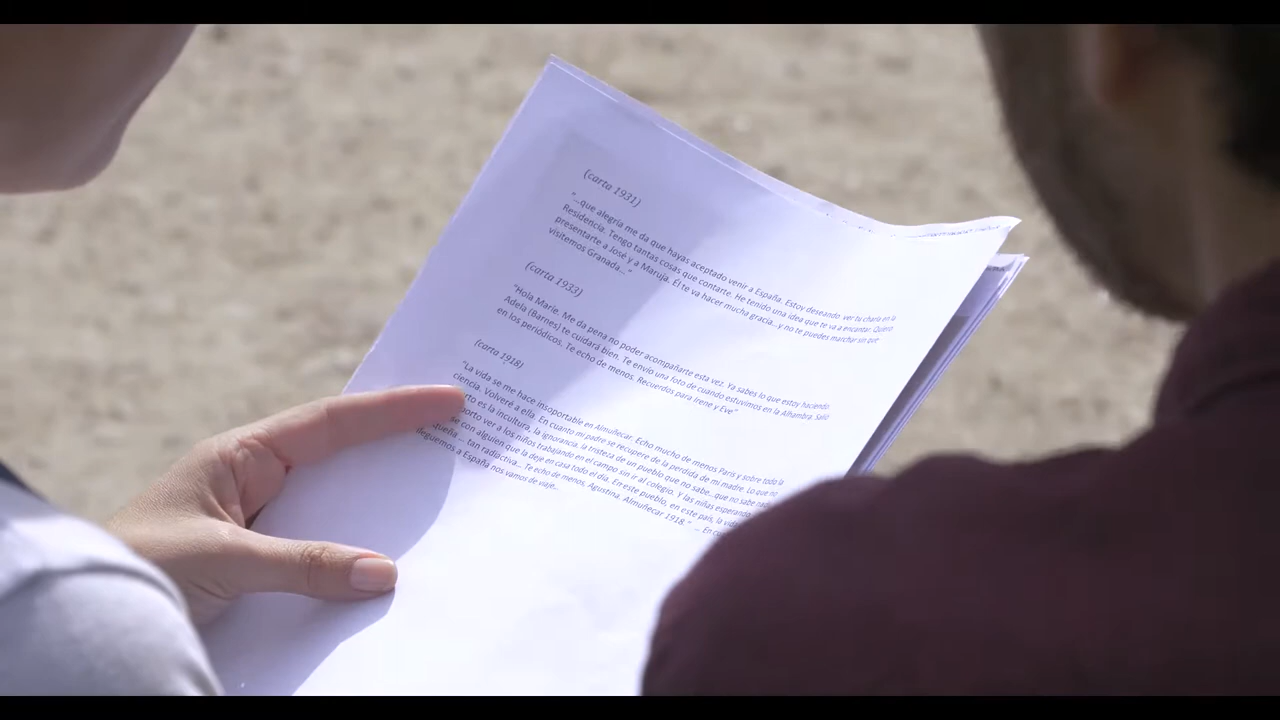 (carta 1931)
"...que alegría me da que hayas aceptado venir a España. Estoy deseando ver tu charla en la
Residencia. Tengo tantas cosas que contarte. He tenido una idea que te va a encantar. Quiero
presentarte a José y a Maruja. Él te va hacer mucha gracia...y no te puedes marchar sin que
visitemos Granada..."
(carta 1933)
"Hola Marie. Me da pena no poder acompañarte esta vez. Ya sabes lo que estoy haciendo
Adela (Barnes) te cuidará bien. Te envío una foto de cuando estuvimos en la Alhambra. Salió
en los periódicos. Te echo de menos. Recuerdos para Irene y Eve"
(carta 1918)
"La vida se me hace insoportable en Almuñecar. Echo mucho de menos Paris y sobre todo la
ciencia. Volveré a ella. En cuanto mi padre se recupere de la perdida de mi madre. Lo que no
es la incultura, la ignorancia, la tristeza de un pueblo que no sabe...que no sabe
ver a los niños trabajando en el campo sin ir al colegio. Y las niñas esperando
con alguien que la deje en casa todo el día. En este pueblo, en este país, la vida
... tan radiactiva... Te echo de menos, Agustina. Almuñecar 1918." ... En
lleguemos a España nos vamos de viaje..